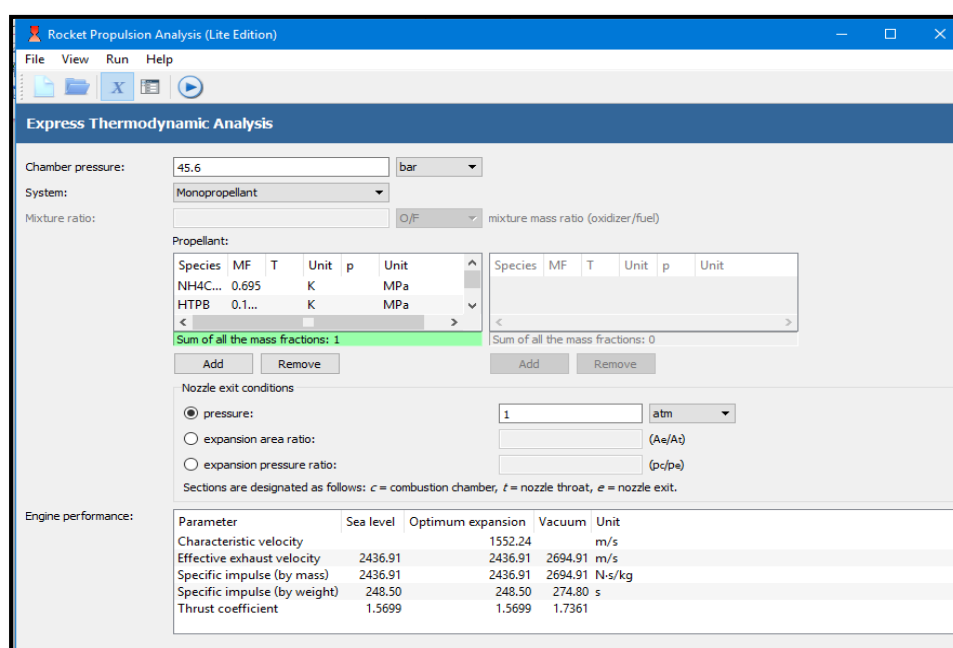 Rocket Propulsion Analysis (Lite Edition)
File View Run Help
Express Thermodynamic Analysis
Chamber pressure: 45.6 bar
System: Monopropellant
Mixture ratio: O/F mixture mass ratio (oxidizer/fuel)
Propellant:
Species MF T Unit p Unit Species MF T Unit p Unit
NH4C... 0.695 K MPa
HTPB 0.1... K MPa
Sum of all the mass fractions: 1 Sum of all the mass fractions: 0
Add Remove Add Remove
Nozzle exit conditions
pressure: 1 atm
expansion area ratio: (Ae/At)
expansion pressure ratio: (pc/pe)
Sections are designated as follows: c = combustion chamber, t = nozzle throat, e = nozzle exit.
Engine performance:
Parameter Sea level Optimum expansion Vacuum Unit
Characteristic velocity 1552.24 m/s
Effective exhaust velocity 2436.91 2436.91 2694.91 m/s
Specific impulse (by mass) 2436.91 2436.91 2694.91 N·s/kg
Specific impulse (by weight) 248.50 248.50 274.80 s
Thrust coefficient 1.5699 1.5699 1.7361